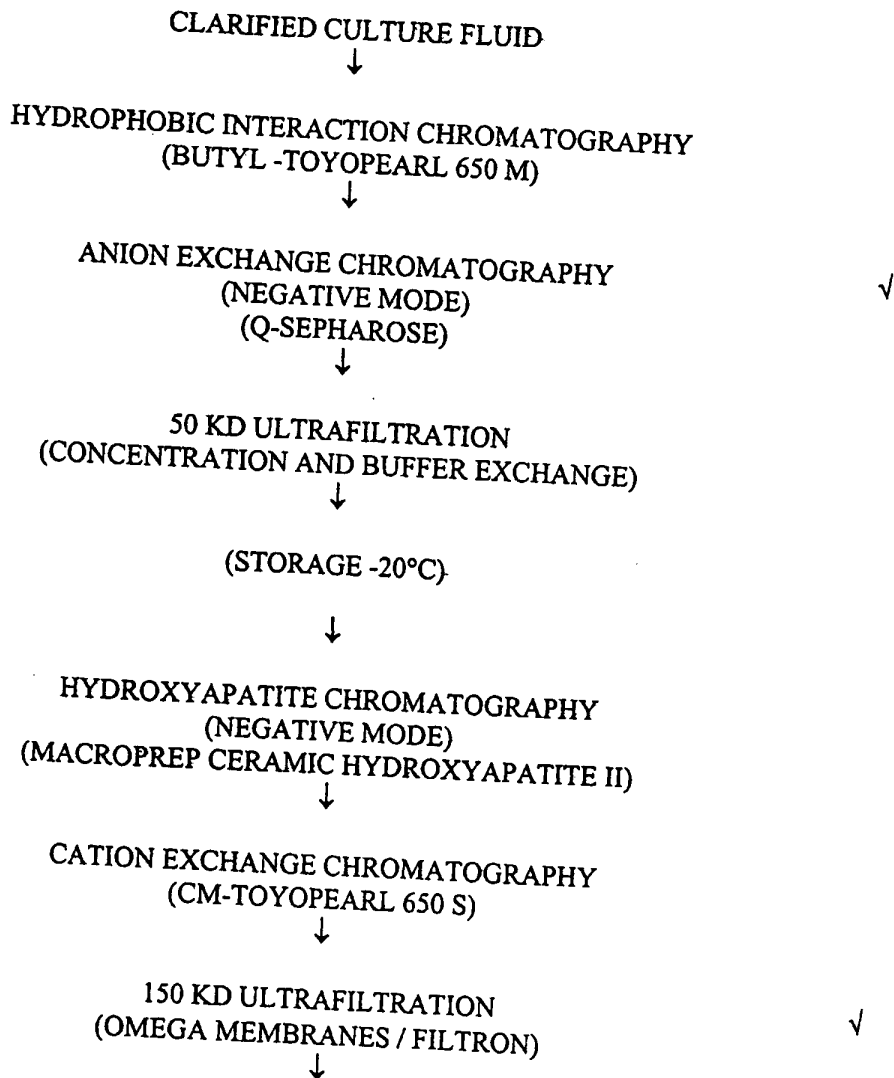 CLARIFIED CULTURE FLUID
↓
HYDROPHOBIC INTERACTION CHROMATOGRAPHY
(BUTYL -TOYOPEARL 650 M)
↓
ANION EXCHANGE CHROMATOGRAPHY
(NEGATIVE MODE) √
(Q-SEPHAROSE)
↓
50 KD ULTRAFILTRATION
(CONCENTRATION AND BUFFER EXCHANGE)
↓
(STORAGE -20°C)
↓
HYDROXYAPATITE CHROMATOGRAPHY
(NEGATIVE MODE)
(MACROPREP CERAMIC HYDROXYAPATITE II)
↓
CATION EXCHANGE CHROMATOGRAPHY
(CM-TOYOPEARL 650 S)
↓
150 KD ULTRAFILTRATION
(OMEGA MEMBRANES / FILTRON) √
↓